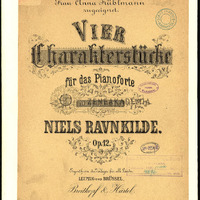 Frau Anna Kühlmann
zugeeignet.
VIER
Charakterstücke
für das Pianoforte
NIELS RAVNKILDE.
Op. 12.
LEIPZIG UND BRÜSSEL
Breitkopf & Härtel